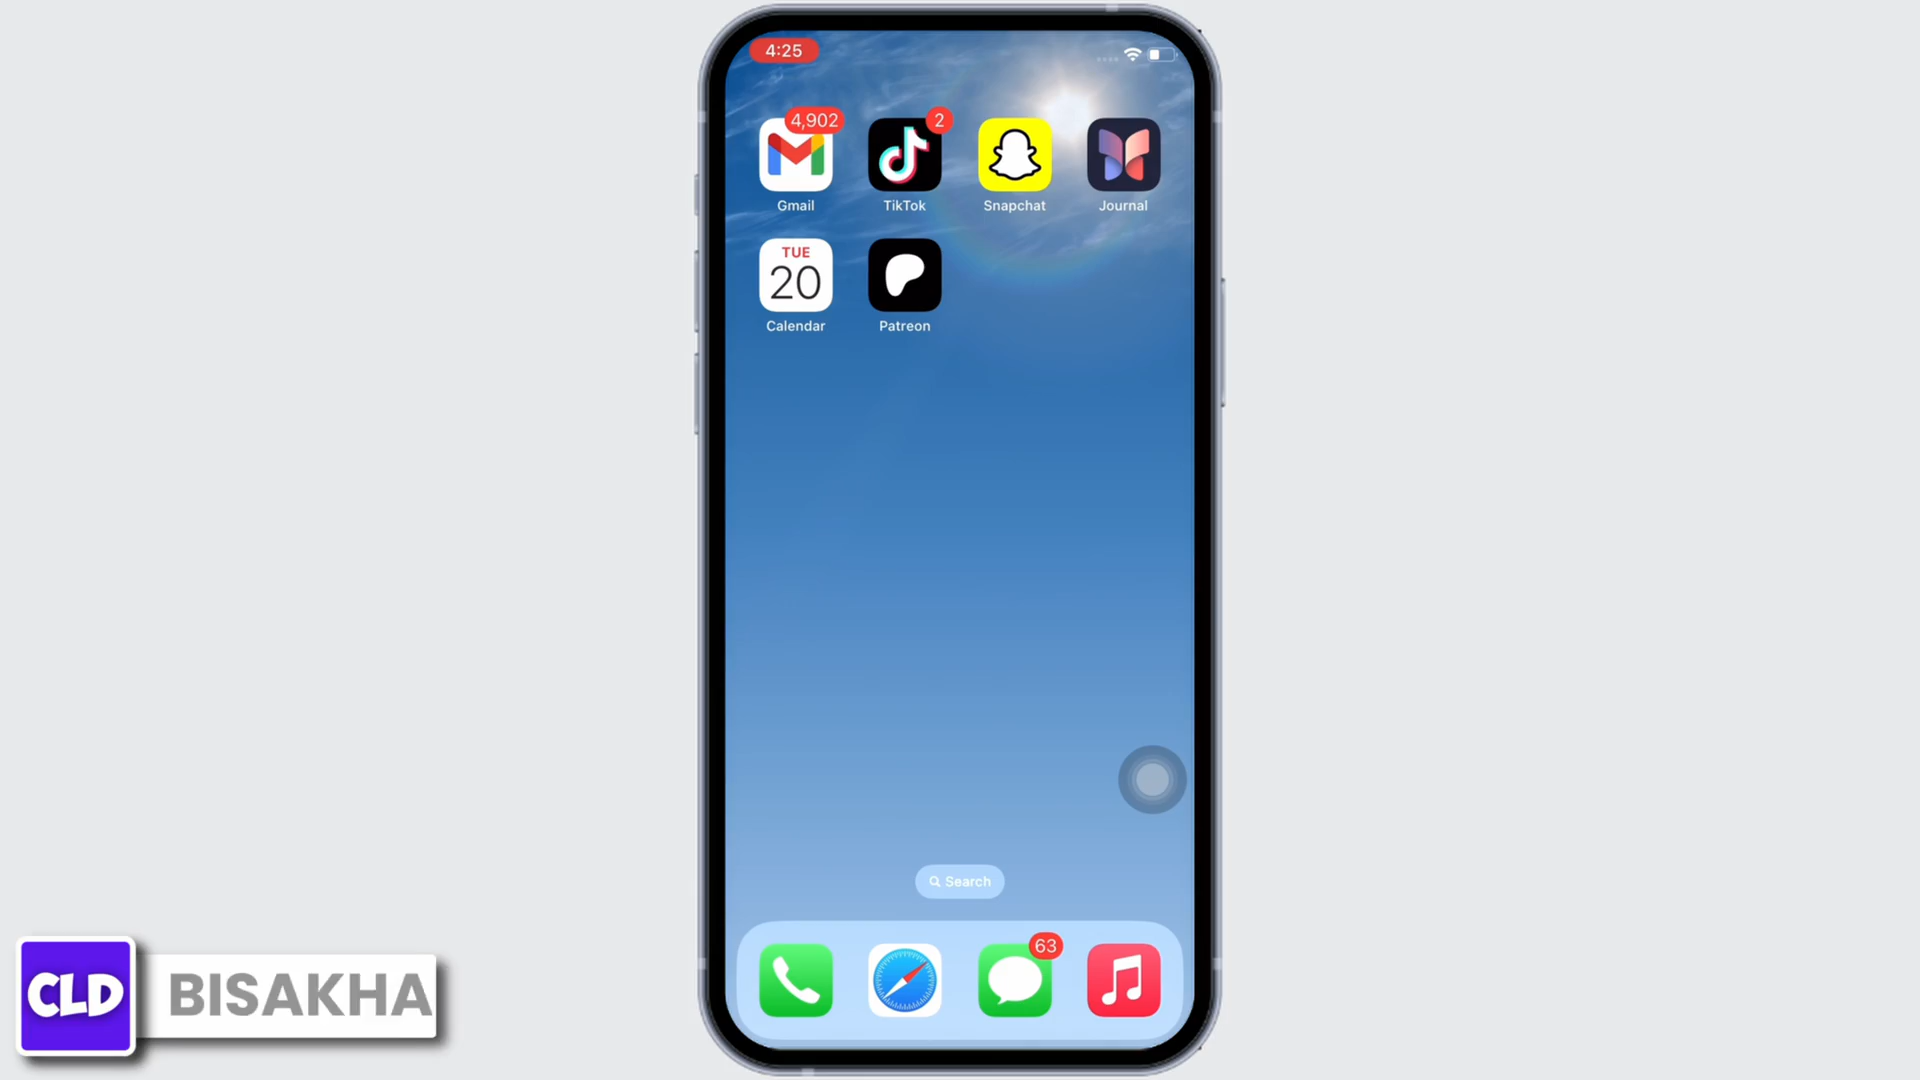 4:25
4,902
2
Gmail
TikTok
Snapchat
Journal
TUE
20
Calendar
Patreon
Search
63
CLD
BISAKHA